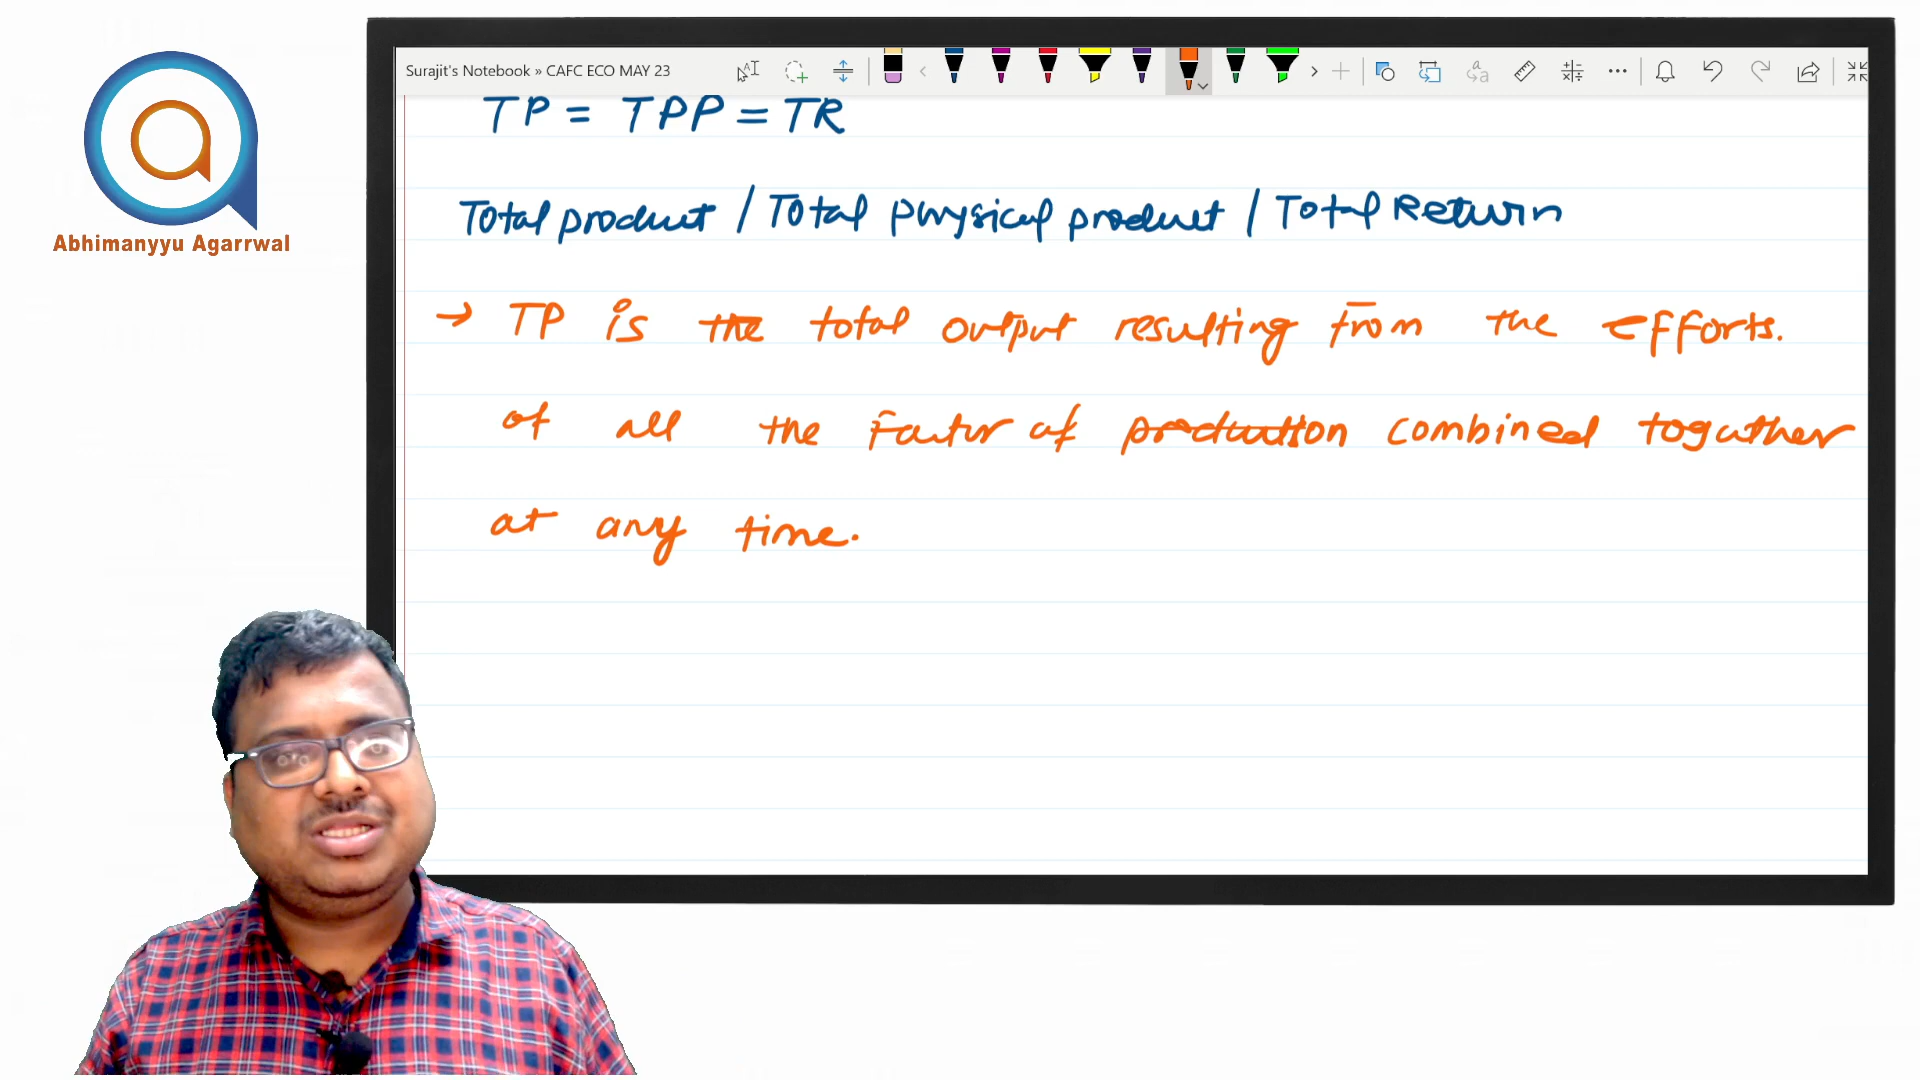 Surajit's Notebook » CAFC ECO MAY 23
TP = TPP = TR
Abhimanyyu Agarrwal
Total product / Total physical product / Total Return
→ TP is the total output resulting from the efforts.
of all the Factor of production combined togather
at any time.